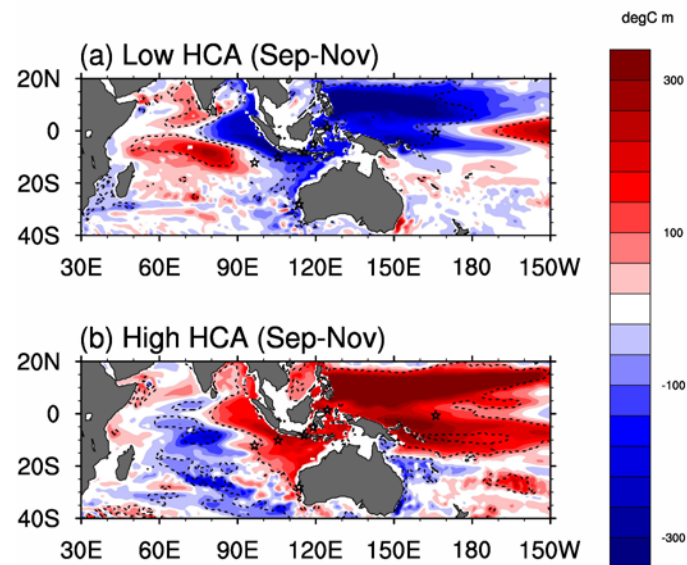 degC m
(a) Low HCA (Sep-Nov)
20N
0
20S
40S
30E 60E 90E 120E 150E 180 150W
(b) High HCA (Sep-Nov)
20N
0
20S
40S
30E 60E 90E 120E 150E 180 150W
300
100
-100
-300